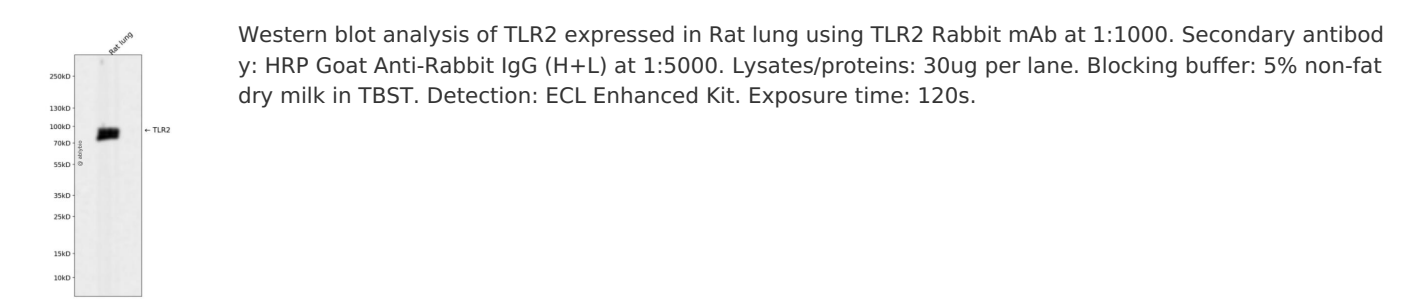 Rat lung
250kD
130kD
100kD
← TLR2
70kD
55kD
35kD
25kD
15kD
10kD
Western blot analysis of TLR2 expressed in Rat lung using TLR2 Rabbit mAb at 1:1000. Secondary antibod
y: HRP Goat Anti-Rabbit IgG (H+L) at 1:5000. Lysates/proteins: 30ug per lane. Blocking buffer: 5% non-fat
dry milk in TBST. Detection: ECL Enhanced Kit. Exposure time: 120s.